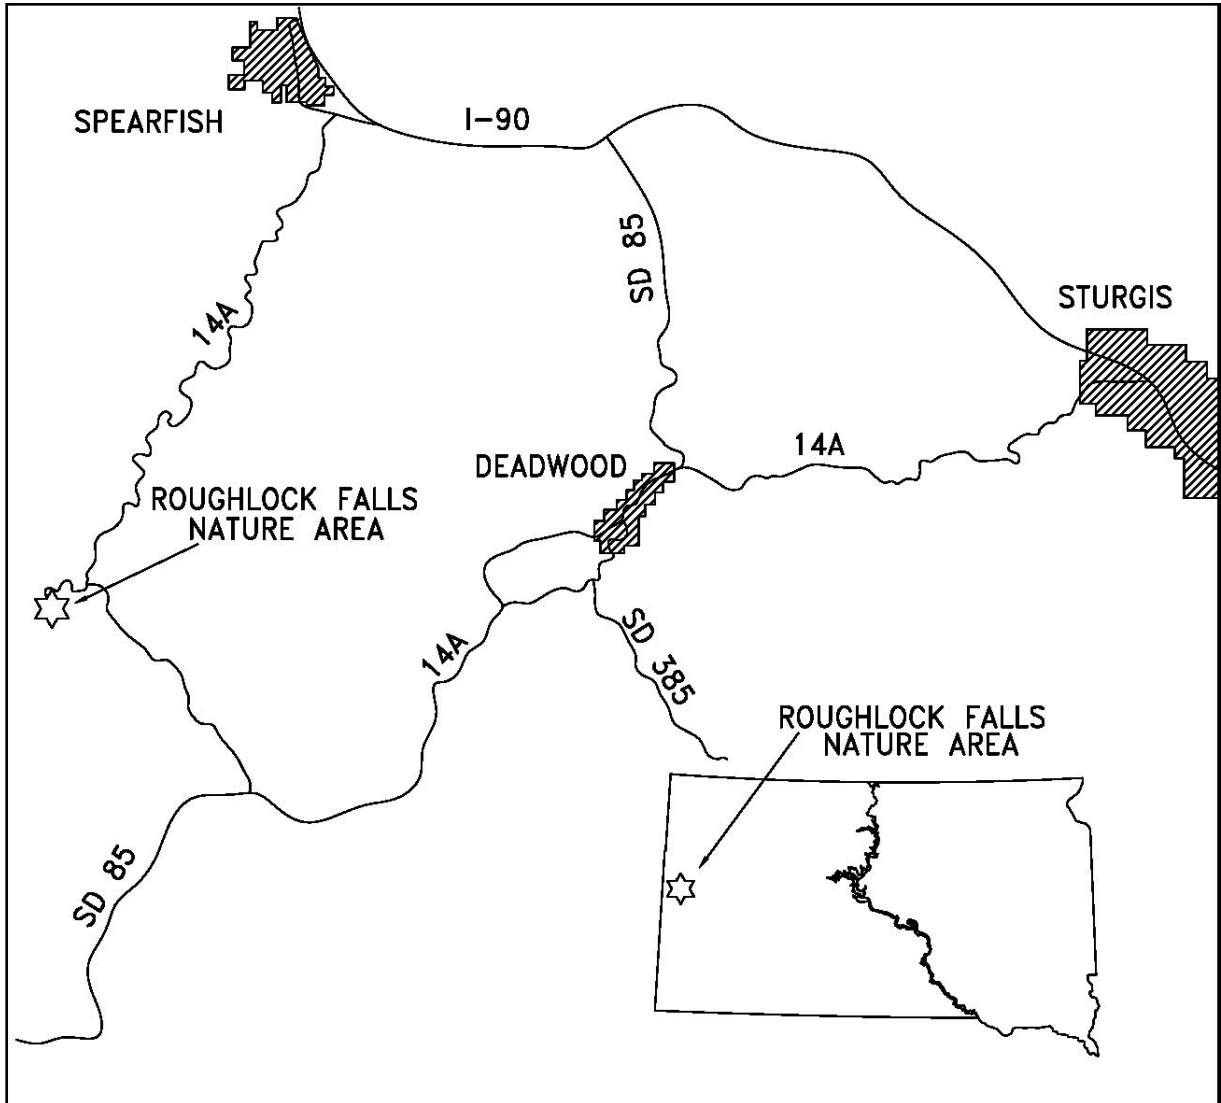 SPEARFISH
I-90
SD 85
STURGIS
14A
DEADWOOD
14A
ROUGHLOCK FALLS
NATURE AREA
14A
SD 385
ROUGHLOCK FALLS
NATURE AREA
SD 85